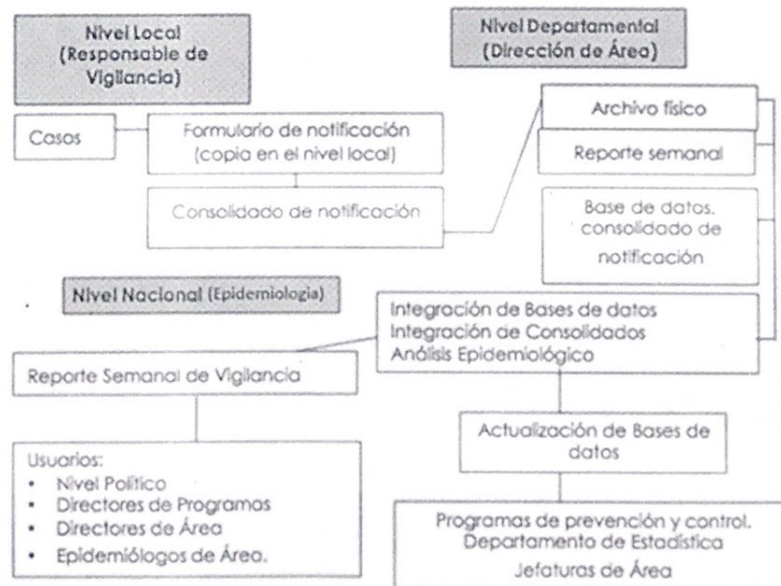 Nivel Local
(Responsable de
Vigilancia)
Nivel Departamental
(Dirección de Área)
Casos
Formulario de notificación
(copia en el nivel local)
Consolidado de notificación
Archivo físico
Reporte semanal
Base de datos.
consolidado de
notificación
Nivel Nacional (Epidemiologia)
Integración de Bases de datos
Integración de Consolidados
Análisis Epidemiológico
Reporte Semanal de Vigilancia
Actualización de Bases de
datos
Usuarios:
• Nivel Político
• Directores de Programas
• Directores de Área
• Epidemiólogos de Área.
Programas de prevención y control.
Departamento de Estadística
Jefaturas de Área